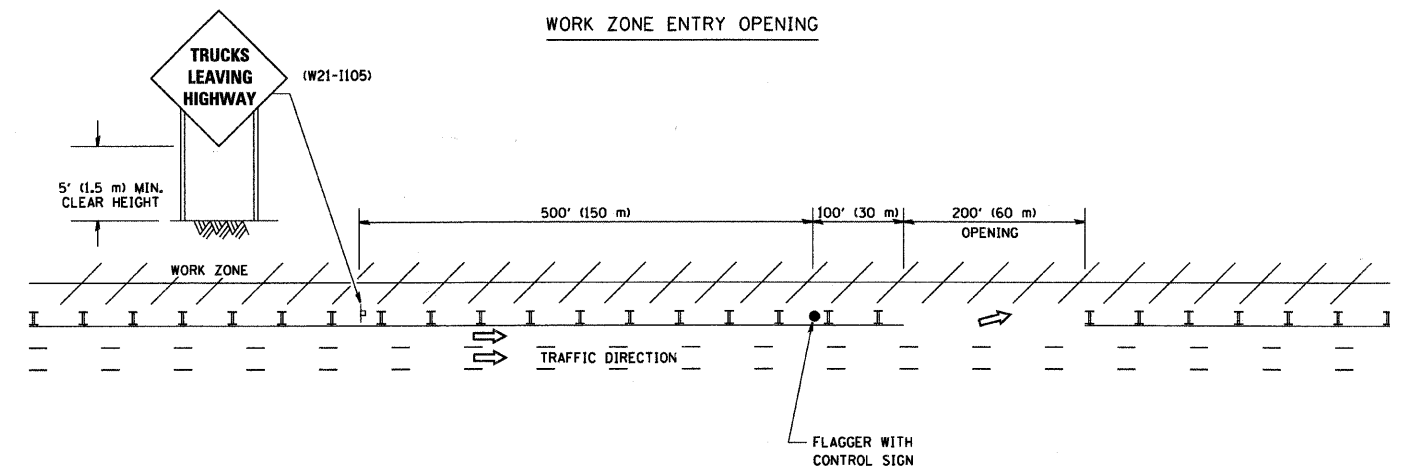 WORK ZONE ENTRY OPENING
TRUCKS
LEAVING
HIGHWAY
(W21-I105)
5' (1.5 m) MIN.
CLEAR HEIGHT
500' (150 m)
100' (30 m)
200' (60 m)
OPENING
WORK ZONE
TRAFFIC DIRECTION
FLAGGER WITH
CONTROL SIGN